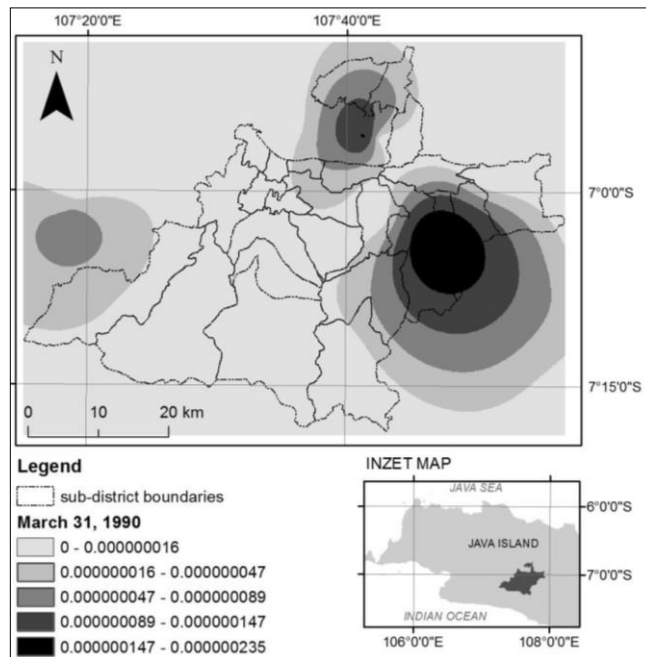 107°20'0"E 107°40'0"E
N
7°0'0"S
7°15'0"S
0 10 20 km
Legend
sub-district boundaries
March 31, 1990
0 - 0.000000016
0.000000016 - 0.000000047
0.000000047 - 0.000000089
0.000000089 - 0.000000147
0.000000147 - 0.000000235
INZET MAP
JAVA SEA
6°0'0"S
JAVA ISLAND
7°0'0"S
INDIAN OCEAN
106°0'0"E 108°0'0"E